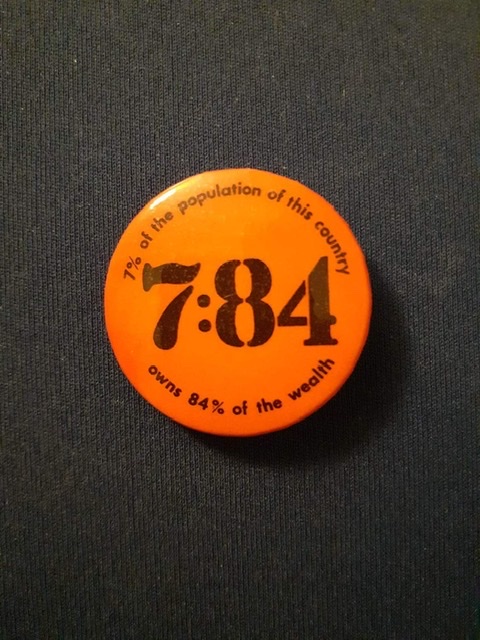 7% of the population of this country
7:84
owns 84% of the wealth